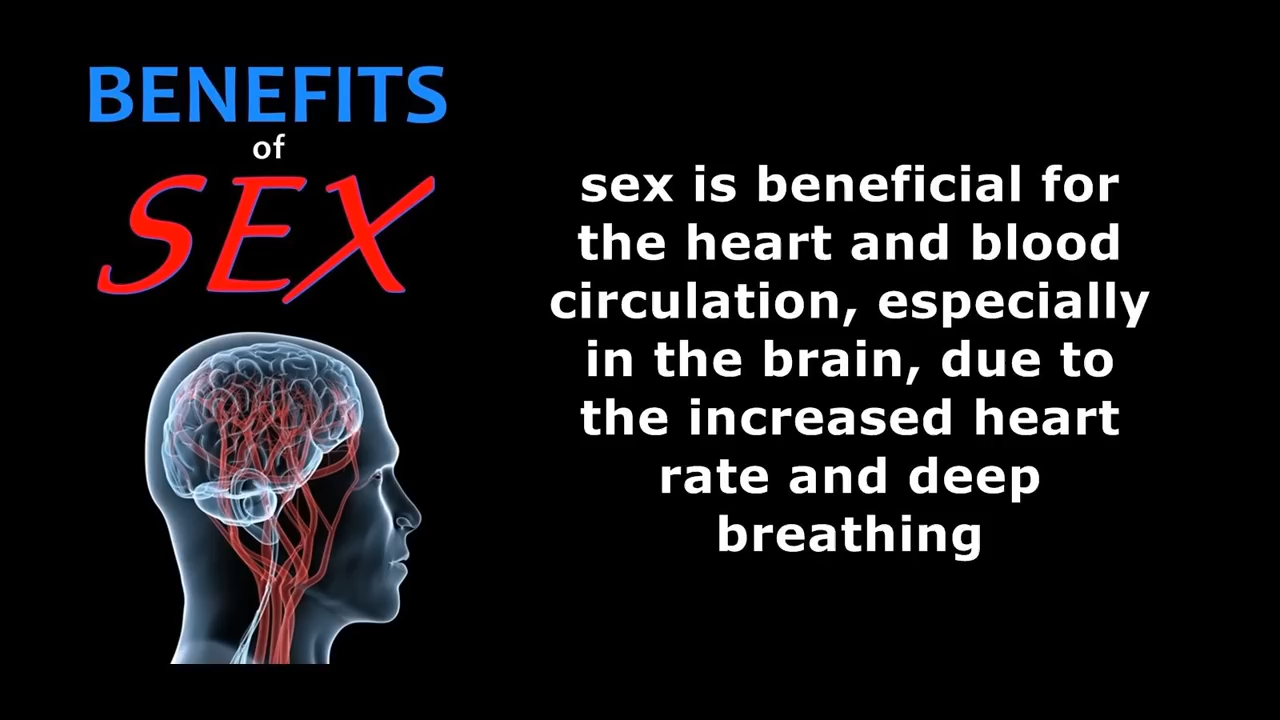 BENEFITS
of
SEX
sex is beneficial for
the heart and blood
circulation, especially
in the brain, due to
the increased heart
rate and deep
breathing